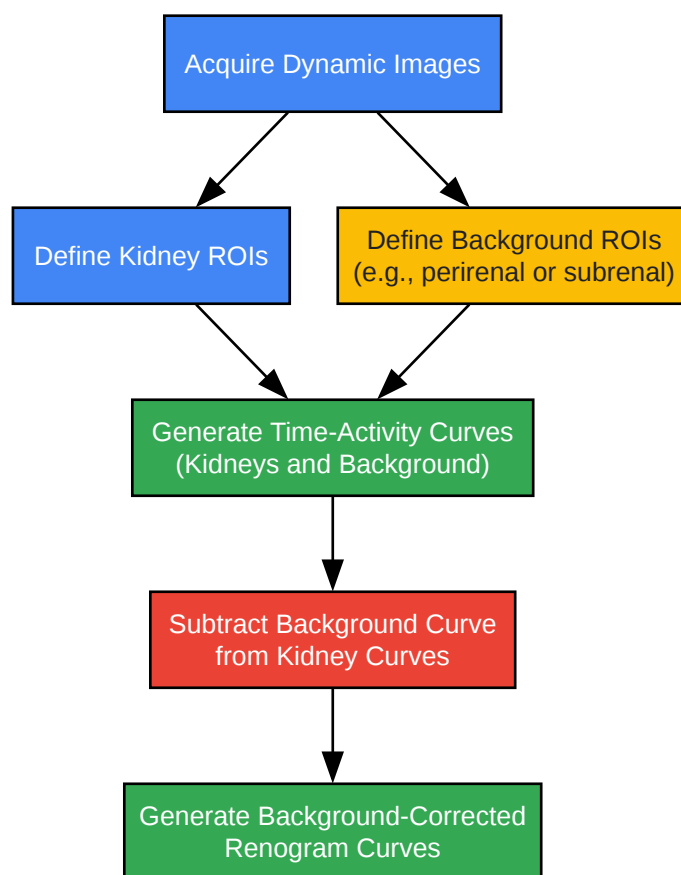 Acquire Dynamic Images
Define Kidney ROIs
Define Background ROIs
(e.g., perirenal or subrenal)
Generate Time-Activity Curves
(Kidneys and Background)
Subtract Background Curve
from Kidney Curves
Generate Background-Corrected
Renogram Curves